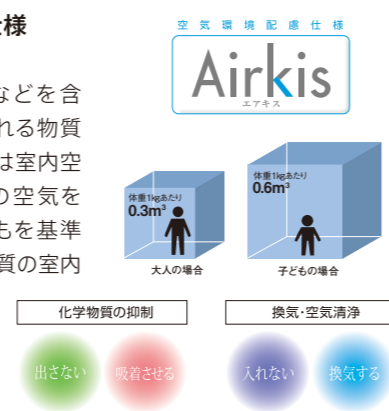 仕様
などを含
れる物質
は室内空
の空気を
もを基準
質の室内
空気環境配慮仕様
Airkis
エアキス
体重1kgあたり
0.3m³
大人の場合
体重1kgあたり
0.6m³
子どもの場合
化学物質の抑制
出さない
吸着させる
換気・空気清浄
入れない
換気する